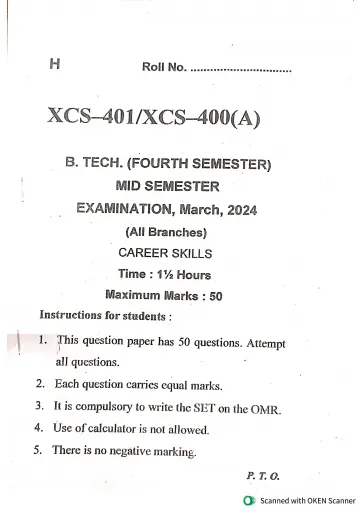 H Roll No. ..............................
XCS–401/XCS–400(A)
B. TECH. (FOURTH SEMESTER)
MID SEMESTER
EXAMINATION, March, 2024
(All Branches)
CAREER SKILLS
Time : 1½ Hours
Maximum Marks : 50
Instructions for students :
1. This question paper has 50 questions. Attempt
all questions.
2. Each question carries equal marks.
3. It is compulsory to write the SET on the OMR.
4. Use of calculator is not allowed.
5. There is no negative marking.
P. T. O.
Scanned with OKEN Scanner